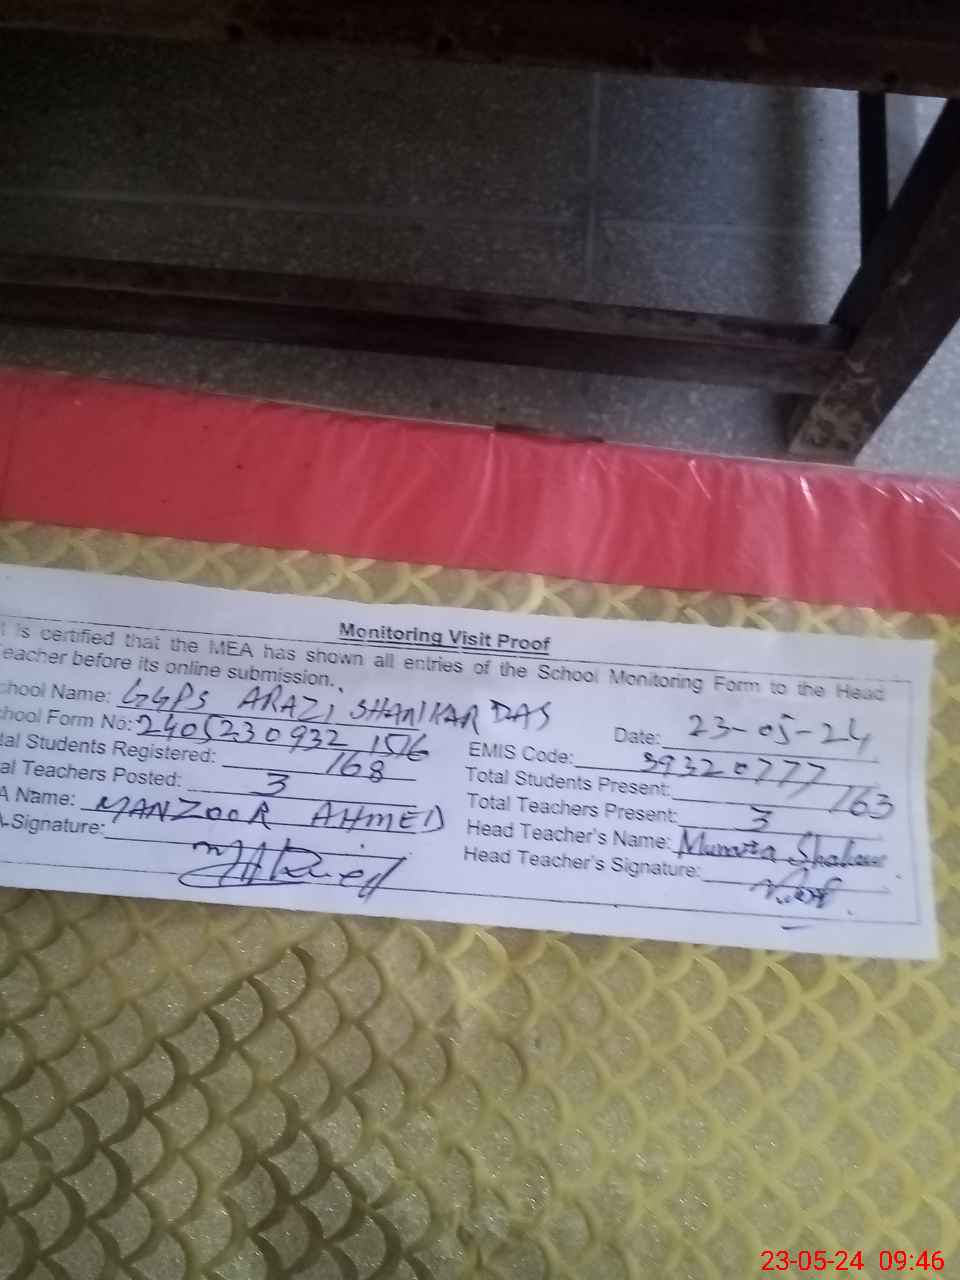 Monitoring Visit Proof
t is certified that the MEA has shown all entries of the School Monitoring Form to the Head
eacher before its online submission.
chool Name: GGPS ARAZI SHANKAR DAS
Date: 23-05-24
chool Form No: 24052309321516
EMIS Code: 39320777
tal Students Registered: 168
Total Students Present: 163
al Teachers Posted: 3
Total Teachers Present: 3
A Name: MANZOOR AHMED
Head Teacher's Name:
A Signature:
Head Teacher's Signature:
23-05-24 09:46